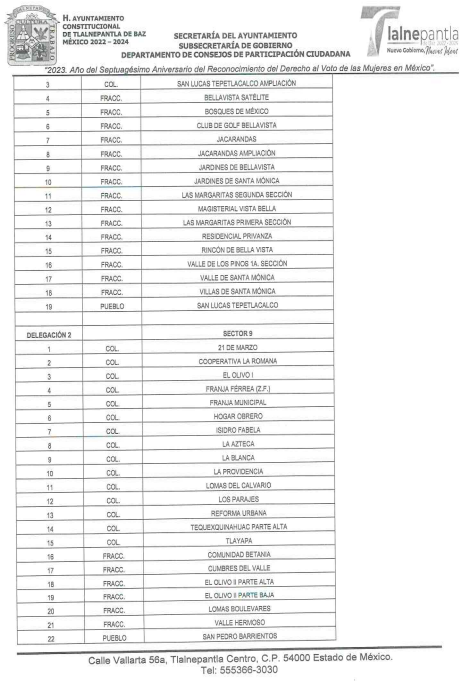 H. AYUNTAMIENTO
CONSTITUCIONAL
DE TLALNEPANTLA DE BAZ
MÉXICO 2022 – 2024
SECRETARÍA DEL AYUNTAMIENTO
SUBSECRETARÍA DE GOBIERNO
DEPARTAMENTO DE CONSEJOS DE PARTICIPACIÓN CIUDADANA
Tlalnepantla
"2023. Año del Septuagésimo Aniversario del Reconocimiento del Derecho al Voto de las Mujeres en México".
3 COL. SAN LUCAS TEPETLACALCO AMPLIACIÓN
4 FRACC. BELLAVISTA SATÉLITE
5 FRACC. BOSQUES DE MÉXICO
6 FRACC. CLUB DE GOLF BELLAVISTA
7 FRACC. JACARANDAS
8 FRACC. JACARANDAS AMPLIACIÓN
9 FRACC. JARDINES DE BELLAVISTA
10 FRACC. JARDINES DE SANTA MÓNICA
11 FRACC. LAS MARGARITAS SEGUNDA SECCIÓN
12 FRACC. MAGISTERIAL VISTA BELLA
13 FRACC. LAS MARGARITAS PRIMERA SECCIÓN
14 FRACC. RESIDENCIAL PRIVANZA
15 FRACC. RINCÓN DE BELLA VISTA
16 FRACC. VALLE DE LOS PINOS 1A. SECCIÓN
17 FRACC. VALLE DE SANTA MÓNICA
18 FRACC. VILLAS DE SANTA MÓNICA
19 PUEBLO SAN LUCAS TEPETLACALCO
DELEGACIÓN 2 SECTOR 9
1 COL. 21 DE MARZO
2 COL. COOPERATIVA LA ROMANA
3 COL. EL OLIVO I
4 COL. FRANJA FÉRREA (Z.F.)
5 COL. FRANJA MUNICIPAL
6 COL. HOGAR OBRERO
7 COL. ISIDRO FABELA
8 COL. LA AZTECA
9 COL. LA BLANCA
10 COL. LA PROVIDENCIA
11 COL. LOMAS DEL CALVARIO
12 COL. LOS PARAJES
13 COL. REFORMA URBANA
14 COL. TEQUEXQUINAHUAC PARTE ALTA
15 COL. TLAYAPA
16 FRACC. COMUNIDAD BETANIA
17 FRACC. CUMBRES DEL VALLE
18 FRACC. EL OLIVO II PARTE ALTA
19 FRACC. EL OLIVO II PARTE BAJA
20 FRACC. LOMAS BOULEVARES
21 FRACC. VALLE HERMOSO
22 PUEBLO SAN PEDRO BARRIENTOS
Calle Vallarta 56a, Tlalnepantla Centro, C.P. 54000 Estado de México.
Tel: 555366-3030